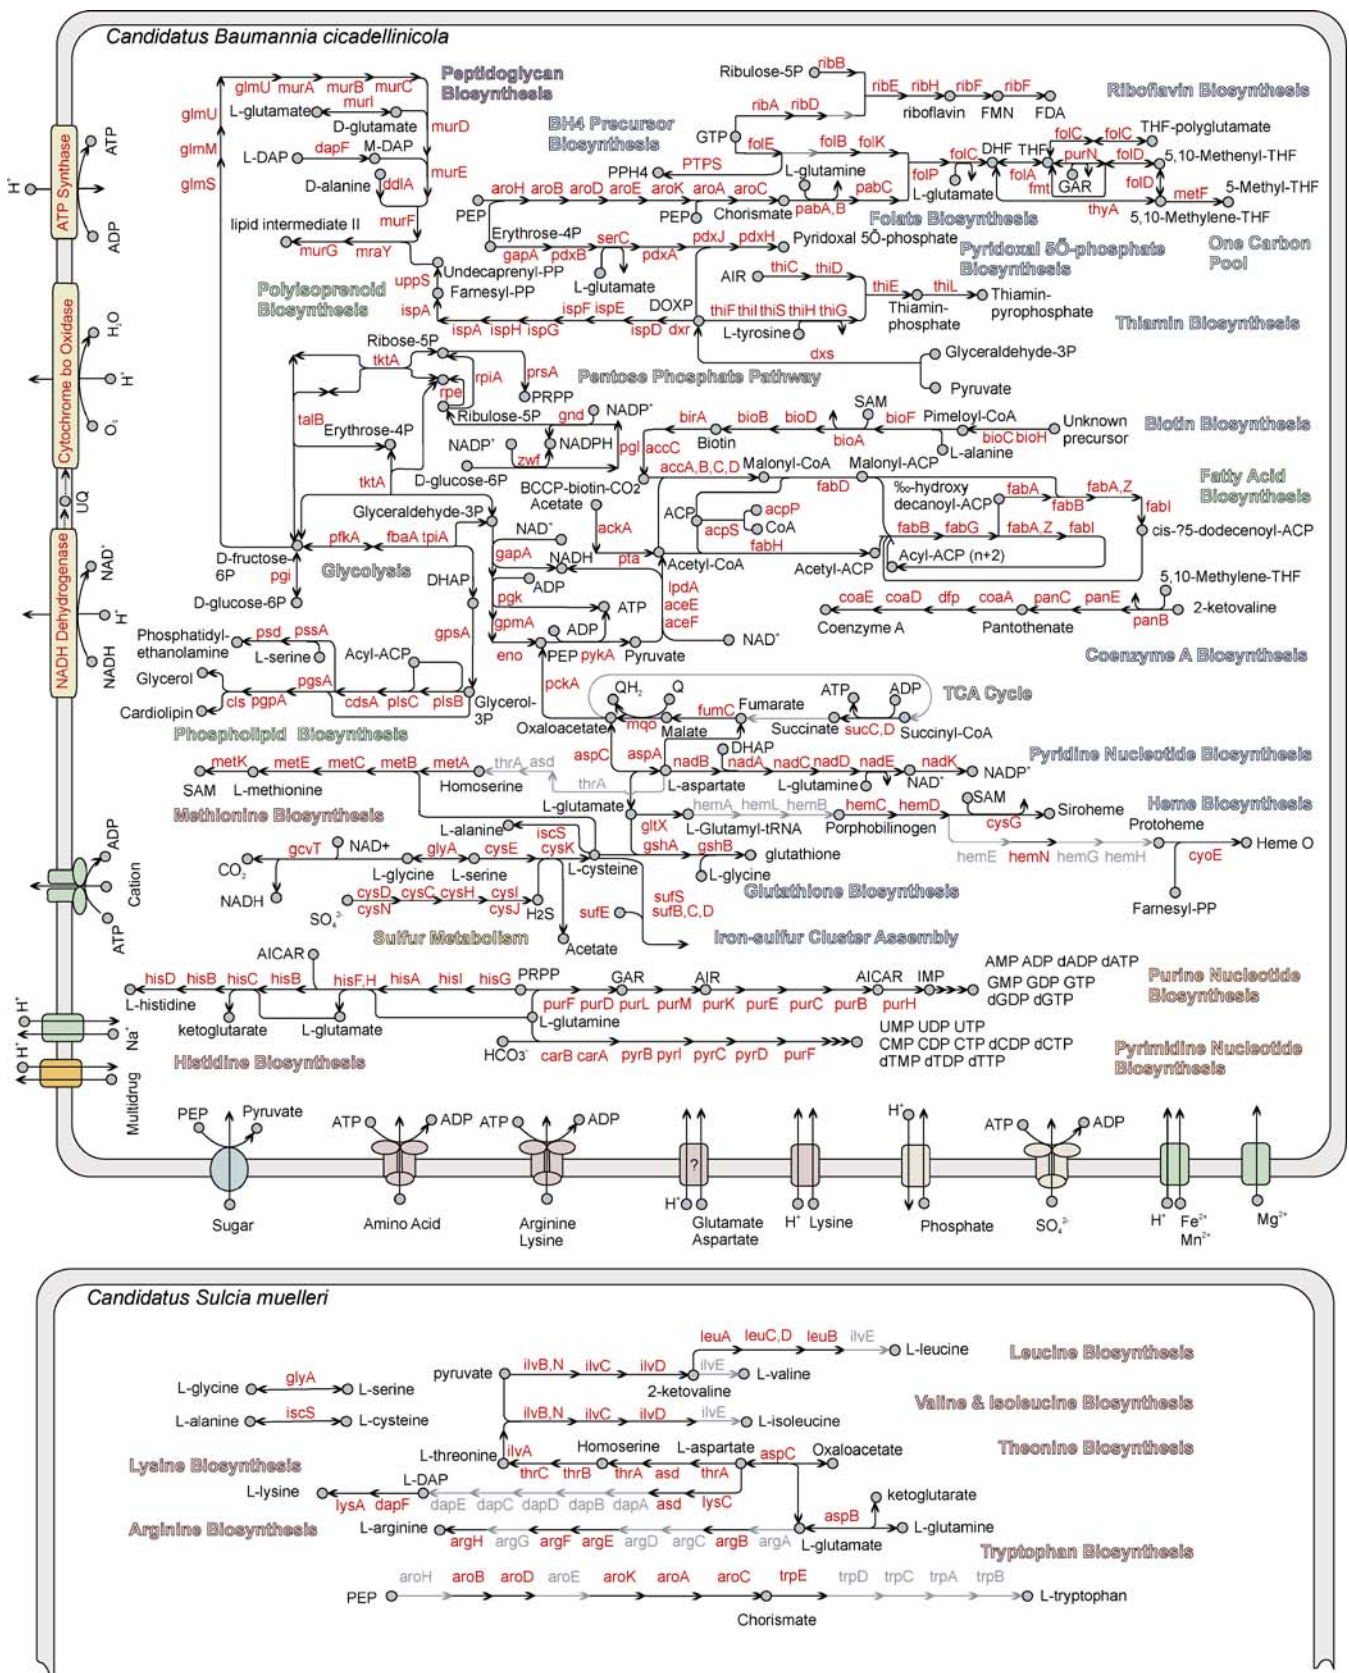 Candidatus Baumannia cicadellinicola
glmU murA murB murC
Peptidoglycan
Biosynthesis
glmU
L-glutamate
murI
D-glutamate
murD
glmM
L-DAP
dapF
M-DAP
glmS
D-alanine
ddlA
murE
murF
lipid intermediate II
murG mraY
Undecaprenyl-PP
uppS
Farnesyl-PP
Polyisoprenoid
Biosynthesis
ispA
ispA ispH ispG
ispF ispE
ispD dxr
DOXP
BH4 Precursor
Biosynthesis
Ribulose-5P
ribB
ribE ribH ribF ribF
riboflavin FMN FDA
Riboflavin Biosynthesis
ribA ribD
GTP
folE
folB folK
PPH4
PTPS
L-glutamine
folP
folC
L-glutamate
DHF THF
folC folC
THF-polyglutamate
purN
folD
5,10-Methenyl-THF
folA
GAR
fmt
folD
metF
5-Methyl-THF
thyA
5,10-Methylene-THF
PEP
aroH aroB aroD aroE aroK aroA aroC
PEP
Chorismate
pabA,B
pabC
Folate Biosynthesis
One Carbon
Pool
Erythrose-4P
gapA pdxB
serC
pdxA
pdxJ pdxH
L-glutamate
Pyridoxal 5Õ-phosphate
Pyridoxal 5Õ-phosphate
Biosynthesis
AIR
thiC thiD
thiE thiL
thiF thiI thiS thiH thiG
L-tyrosine
Thiamin-
phosphate
Thiamin-
pyrophosphate
Thiamin Biosynthesis
dxs
Glyceraldehyde-3P
Pyruvate
Ribose-5P
tktA
rpiA
rpe
prsA
PRPP
Pentose Phosphate Pathway
talB
Erythrose-4P
Ribulose-5P
gnd
NADP+
NADP+
NADPH
zwf
pgl
D-glucose-6P
tktA
birA bioB bioD
SAM
bioF
Pimeloyl-CoA
Unknown
precursor
Biotin
bioA
bioC bioH
L-alanine
Biotin Biosynthesis
accC
BCCP-biotin-CO2
accA,B,C,D
Malonyl-CoA
fabD
Malonyl-ACP
‰-hydroxy
decanoyl-ACP
fabA
fabB
fabA,Z
fabI
Fatty Acid
Biosynthesis
cis-?5-dodecenoyl-ACP
fabB fabG fabA,Z fabI
Acetate
ackA
ACP
acpP
acpS
CoA
fabH
pta
Acetyl-CoA
Acetyl-ACP
Acyl-ACP (n+2)
Glyceraldehyde-3P
D-fructose-
6P
pfkA fbaA tpiA
Glycolysis
pgi
D-glucose-6P
DHAP
gpsA
gapA
NAD+
NADH
ADP
pgk
ATP
gpmA
ADP
eno
PEP pykA Pyruvate
lpdA
aceE
aceF
NAD+
5,10-Methylene-THF
coaE coaD dfp coaA panC panE
panB
2-ketovaline
Coenzyme A
Pantothenate
Coenzyme A Biosynthesis
Phosphatidyl-
ethanolamine
psd pssA
L-serine
Acyl-ACP
Glycerol
pgsA
cls pgpA cdsA plsC plsB
Cardiolipin
Glycerol-
3P
Phospholipid Biosynthesis
pckA
QH2 Q
mqo
Oxaloacetate
Malate
fumC
Fumarate
ATP ADP
Succinate
sucC,D
Succinyl-CoA
TCA Cycle
aspC aspA
DHAP
nadB nadA nadC nadD nadE nadK
L-aspartate
L-glutamine
NAD+
NADP+
Pyridine Nucleotide Biosynthesis
metK metE metC metB metA
thrA asd
thrA
SAM L-methionine
Homoserine
Methionine Biosynthesis
L-glutamate
gltX
hemA hemL hemB hemC hemD
L-Glutamyl-tRNA
Porphobilinogen
SAM
cysG
Siroheme
Heme Biosynthesis
hemE hemN hemG hemH
Protoheme
cyoE
Heme O
Farnesyl-PP
L-alanine
iscS
gshA gshB
glutathione
L-glycine
Glutathione Biosynthesis
CO2
gcvT
NAD+
NADH
glyA
cysE
cysK
L-glycine
L-serine
L-cysteine
SO42-
cysD cysC cysH cysI
cysN
cysJ
H2S
Acetate
Sulfur Metabolism
sufE
sufS
sufB,C,D
Iron-sulfur Cluster Assembly
AICAR
hisD hisB hisC hisB hisF,H hisA hisI hisG
PRPP
L-histidine
ketoglutarate
L-glutamate
Histidine Biosynthesis
GAR AIR AICAR IMP
purF purD purL purM purK purE purC purB purH
L-glutamine
AMP ADP dADP dATP
GMP GDP GTP
dGDP dGTP
Purine Nucleotide
Biosynthesis
HCO3-
carB carA pyrB pyrI pyrC pyrD purF
UMP UDP UTP
CMP CDP CTP dCDP dCTP
dTMP dTDP dTTP
Pyrimidine Nucleotide
Biosynthesis
H+
ATP Synthase
ATP
ADP
Cytochrome bo Oxidase
H2O
H+
O2
UQ
NADH Dehydrogenase
NAD+
H+
NADH
ADP
Cation
ATP
H+
Na+
H+
Multidrug
PEP
Pyruvate
Sugar
ATP
ADP
Amino Acid
ATP
ADP
Arginine
Lysine
?
H+
Glutamate
Aspartate
H+
Lysine
H+
Phosphate
ATP
ADP
SO42-
H+
Fe2+
Mn2+
Mg2+
Candidatus Sulcia muelleri
leuA leuC,D leuB ilvE
L-leucine
Leucine Biosynthesis
pyruvate
ilvB,N ilvC ilvD
ilvE
2-ketovaline
L-valine
L-glycine
glyA
L-serine
Valine & Isoleucine Biosynthesis
L-alanine
iscS
L-cysteine
ilvB,N ilvC ilvD ilvE
L-isoleucine
L-threonine
ilvA
Homoserine
L-aspartate
aspC
Oxaloacetate
Theonine Biosynthesis
thrC thrB thrA asd thrA
Lysine Biosynthesis
L-DAP
L-lysine
lysA dapF
dapE dapC dapD dapB dapA asd lysC
ketoglutarate
aspB
L-glutamine
Arginine Biosynthesis
L-arginine
argH argG argF argE argD argC argB argA
L-glutamate
Tryptophan Biosynthesis
aroH aroB aroD aroE aroK aroA aroC trpE trpD trpC trpA trpB
PEP
Chorismate
L-tryptophan